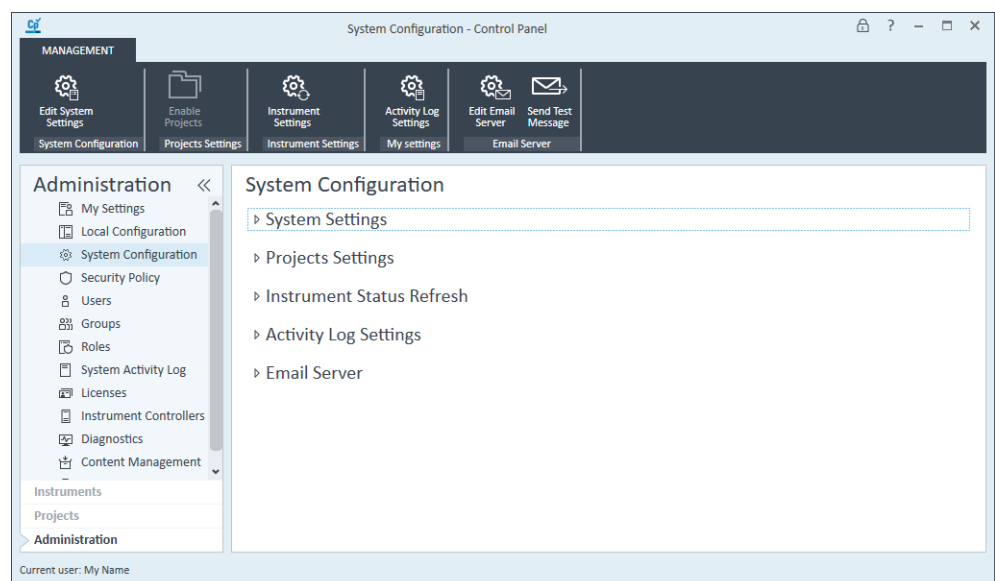 Cp
System Configuration - Control Panel
?
MANAGEMENT
Edit System
Settings
Enable
Projects
Instrument
Settings
Activity Log
Settings
Edit Email
Server
Send Test
Message
System Configuration
Projects Settings
Instrument Settings
My settings
Email Server
Administration
My Settings
Local Configuration
System Configuration
Security Policy
Users
Groups
Roles
System Activity Log
Licenses
Instrument Controllers
Diagnostics
Content Management
Instruments
Projects
Administration
System Configuration
System Settings
Projects Settings
Instrument Status Refresh
Activity Log Settings
Email Server
Current user: My Name